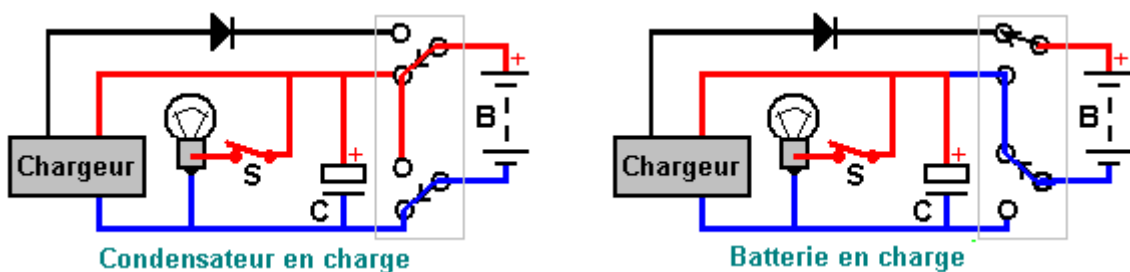 +
B
Chargeur
S
+
C
Condensateur en charge
+
B
Chargeur
S
+
C
Batterie en charge